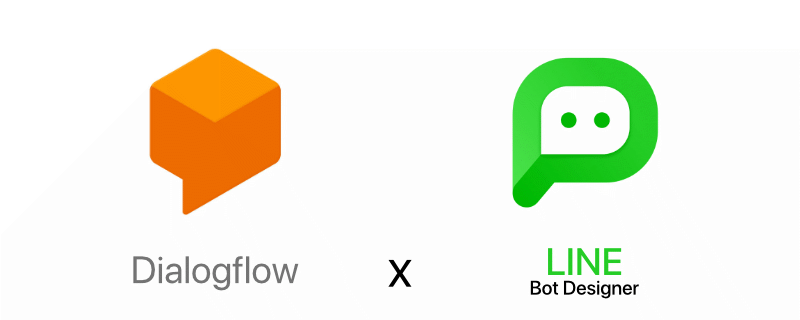 Dialogflow
x
LINE
Bot Designer